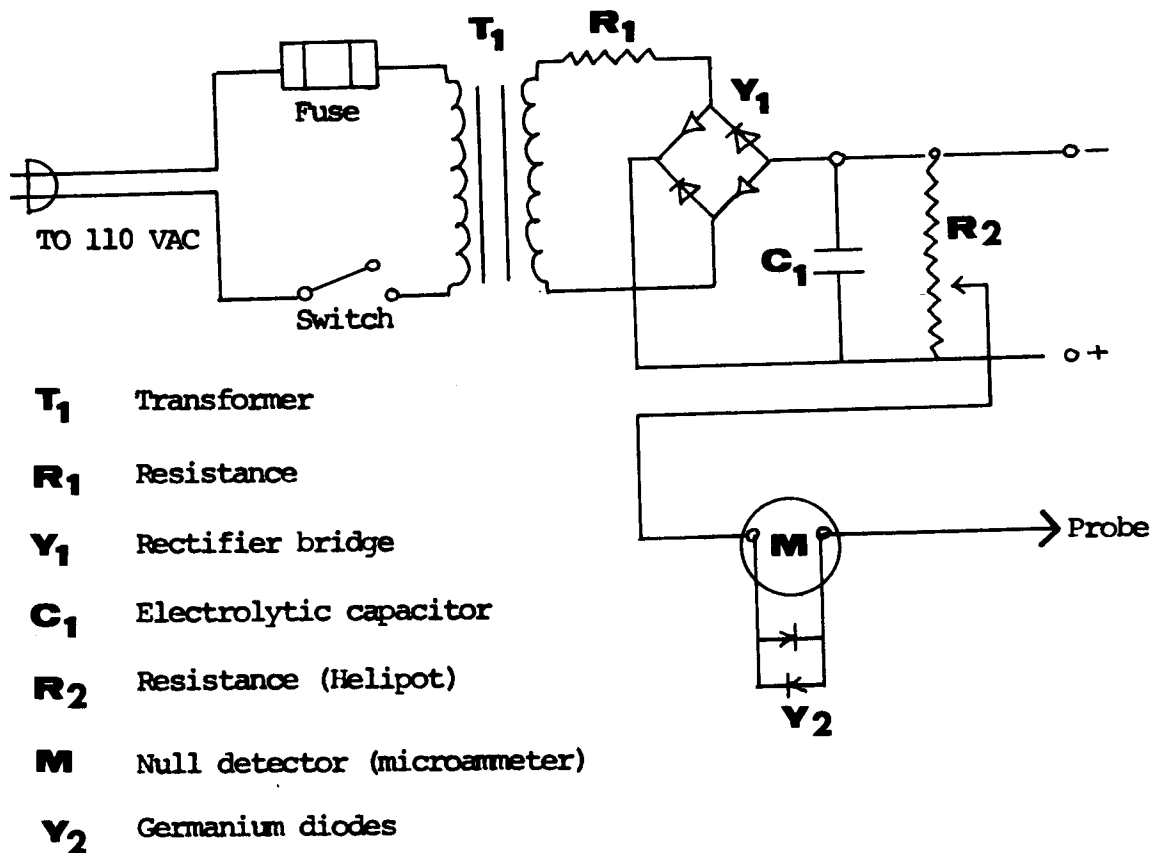 T1
R1
Fuse
Y1
TO 110 VAC
Switch
C1
R2
−
+
T1 Transformer
R1 Resistance
Y1 Rectifier bridge
C1 Electrolytic capacitor
R2 Resistance (Helipot)
M Null detector (microammeter)
Y2 Germanium diodes
M
Probe
Y2